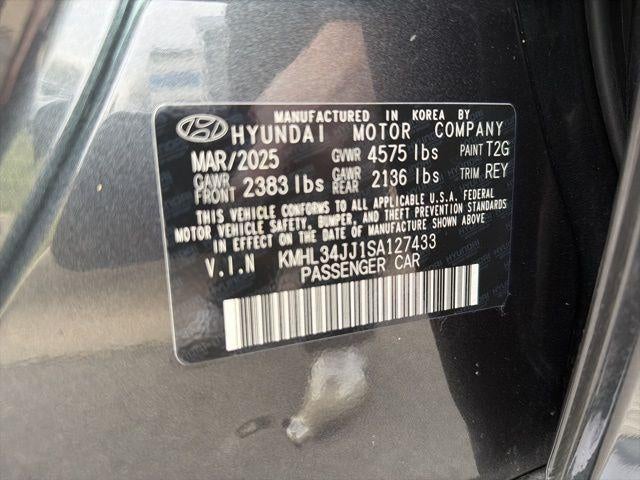 MANUFACTURED IN KOREA BY
HYUNDAI MOTOR COMPANY
MAR/2025 GVWR 4575 lbs PAINT T2G
GAWR FRONT 2383 lbs GAWR REAR 2136 lbs TRIM REY
THIS VEHICLE CONFORMS TO ALL APPLICABLE U.S.A. FEDERAL
MOTOR VEHICLE SAFETY, BUMPER, AND THEFT PREVENTION STANDARDS
IN EFFECT ON THE DATE OF MANUFACTURE SHOWN ABOVE.
V.I.N KMHL34JJ1SA127433
PASSENGER CAR